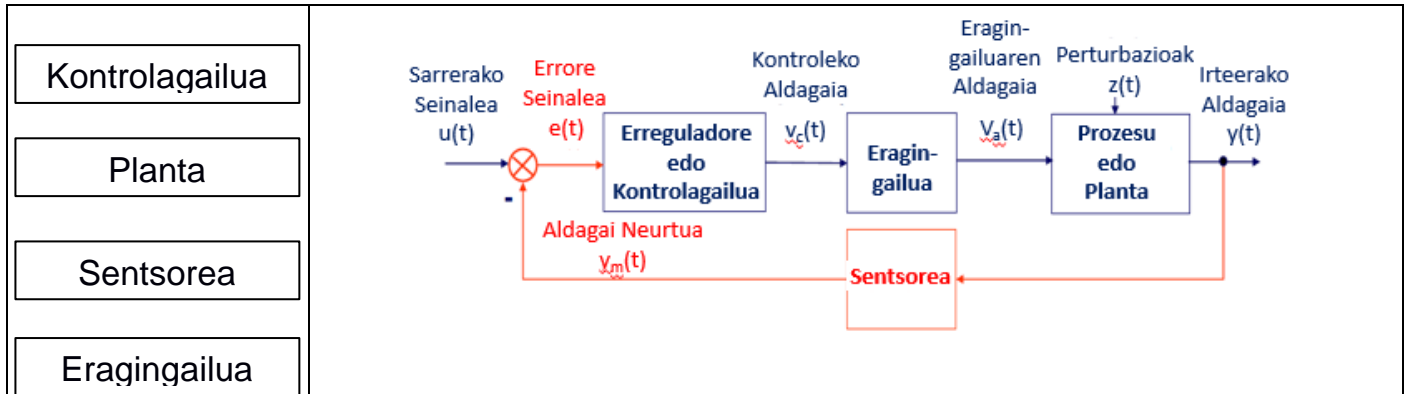 Kontrolagailua
Planta
Sentsorea
Eragingailua
Sarrerako
Seinalea
u(t)
Errore
Seinalea
e(t)
-
Erreguladore
edo
Kontrolagailua
Kontroleko
Aldagaia
vc(t)
Eragin-
gailua
Eragin-
gailuaren
Aldagaia
Va(t)
Perturbazioak
z(t)
Prozesu
edo
Planta
Irteerako
Aldagaia
y(t)
Aldagai Neurtua
ym(t)
Sentsorea